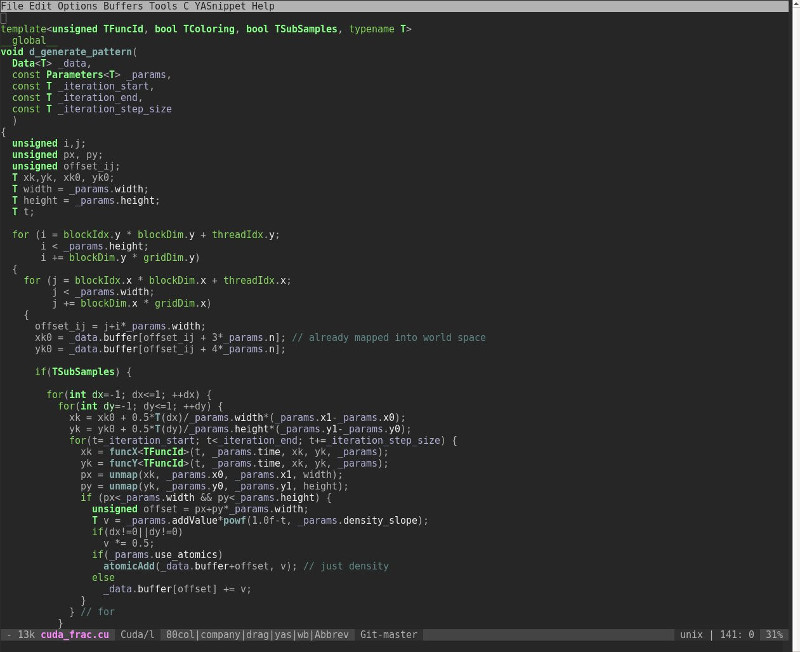 File Edit Options Buffers Tools C YASnippet Help
template<unsigned TFuncId, bool TColoring, bool TSubSamples, typename T>
__global__
void d_generate_pattern(
  Data<T> _data,
  const Parameters<T> _params,
  const T _iteration_start,
  const T _iteration_end,
  const T _iteration_step_size
  )
{
  unsigned i,j;
  unsigned px, py;
  unsigned offset_ij;
  T xk,yk, xk0, yk0;
  T width = _params.width;
  T height = _params.height;
  T t;
  for (i = blockIdx.y * blockDim.y + threadIdx.y;
       i < _params.height;
       i += blockDim.y * gridDim.y)
  {
    for (j = blockIdx.x * blockDim.x + threadIdx.x;
         j < _params.width;
         j += blockDim.x * gridDim.x)
    {
      offset_ij = j+i*_params.width;
      xk0 = _data.buffer[offset_ij + 3*_params.n]; // already mapped into world space
      yk0 = _data.buffer[offset_ij + 4*_params.n];
      if(TSubSamples) {
        for(int dx=-1; dx<=1; ++dx) {
          for(int dy=-1; dy<=1; ++dy) {
            xk = xk0 + 0.5*T(dx)/_params.width*(_params.x1-_params.x0);
            yk = yk0 + 0.5*T(dy)/_params.height*(_params.y1-_params.y0);
            for(t=_iteration_start; t<_iteration_end; t+=_iteration_step_size) {
              xk = funcX<TFuncId>(t, _params.time, xk, yk, _params);
              yk = funcY<TFuncId>(t, _params.time, xk, yk, _params);
              px = unmap(xk, _params.x0, _params.x1, width);
              py = unmap(yk, _params.y0, _params.y1, height);
              if (px<_params.width && py<_params.height) {
                unsigned offset = px+py*_params.width;
                T v = _params.addValue*powf(1.0f-t, _params.density_slope);
                if(dx!=0||dy!=0)
                  v *= 0.5;
                if(_params.use_atomics)
                  atomicAdd(_data.buffer+offset, v); // just density
                else
                  _data.buffer[offset] += v;
              }
            } // for
          }
- 13k cuda_frac.cu Cuda/l 80col|company|drag|yas|wb|Abbrev Git-master unix | 141: 0 31%